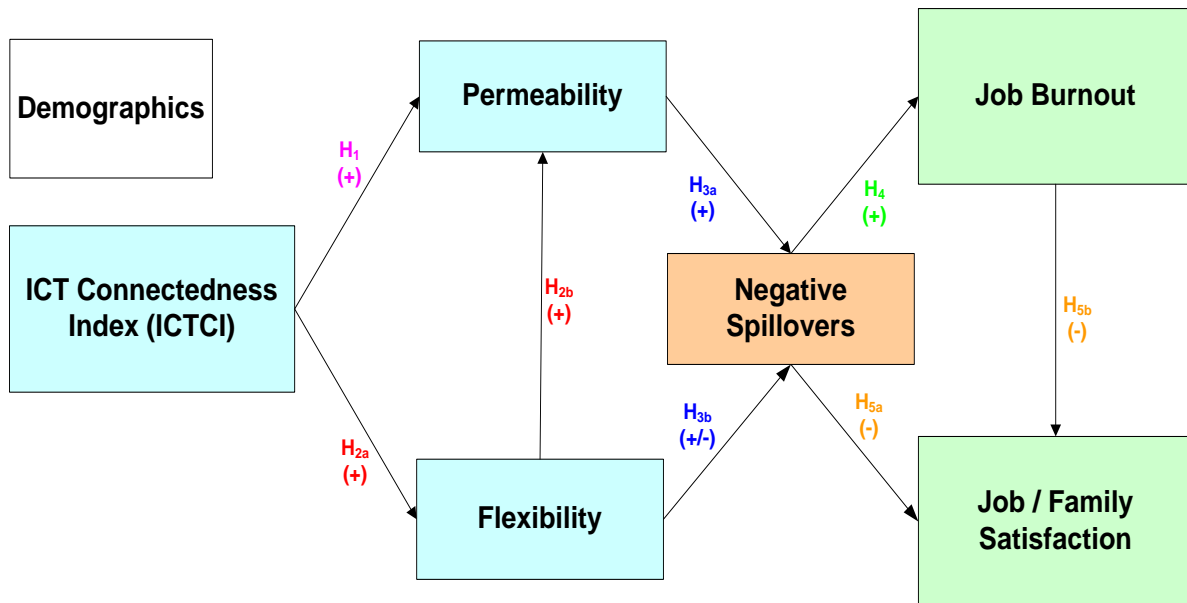 Demographics
ICT Connectedness
Index (ICTCI)
H1
(+)
H2a
(+)
Permeability
H2b
(+)
Flexibility
H3a
(+)
H3b
(+/-)
Negative
Spillovers
H4
(+)
H5a
(-)
Job Burnout
H5b
(-)
Job / Family
Satisfaction